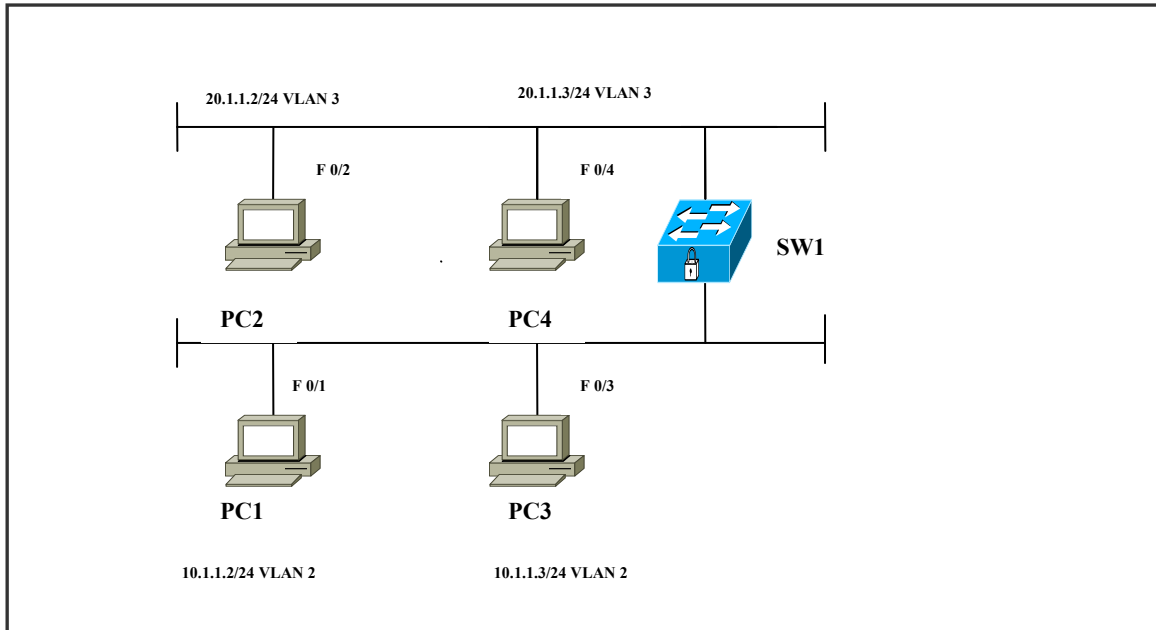 20.1.1.2/24 VLAN 3
20.1.1.3/24 VLAN 3
F 0/2
F 0/4
SW1
PC2
PC4
F 0/1
F 0/3
PC1
PC3
10.1.1.2/24 VLAN 2
10.1.1.3/24 VLAN 2